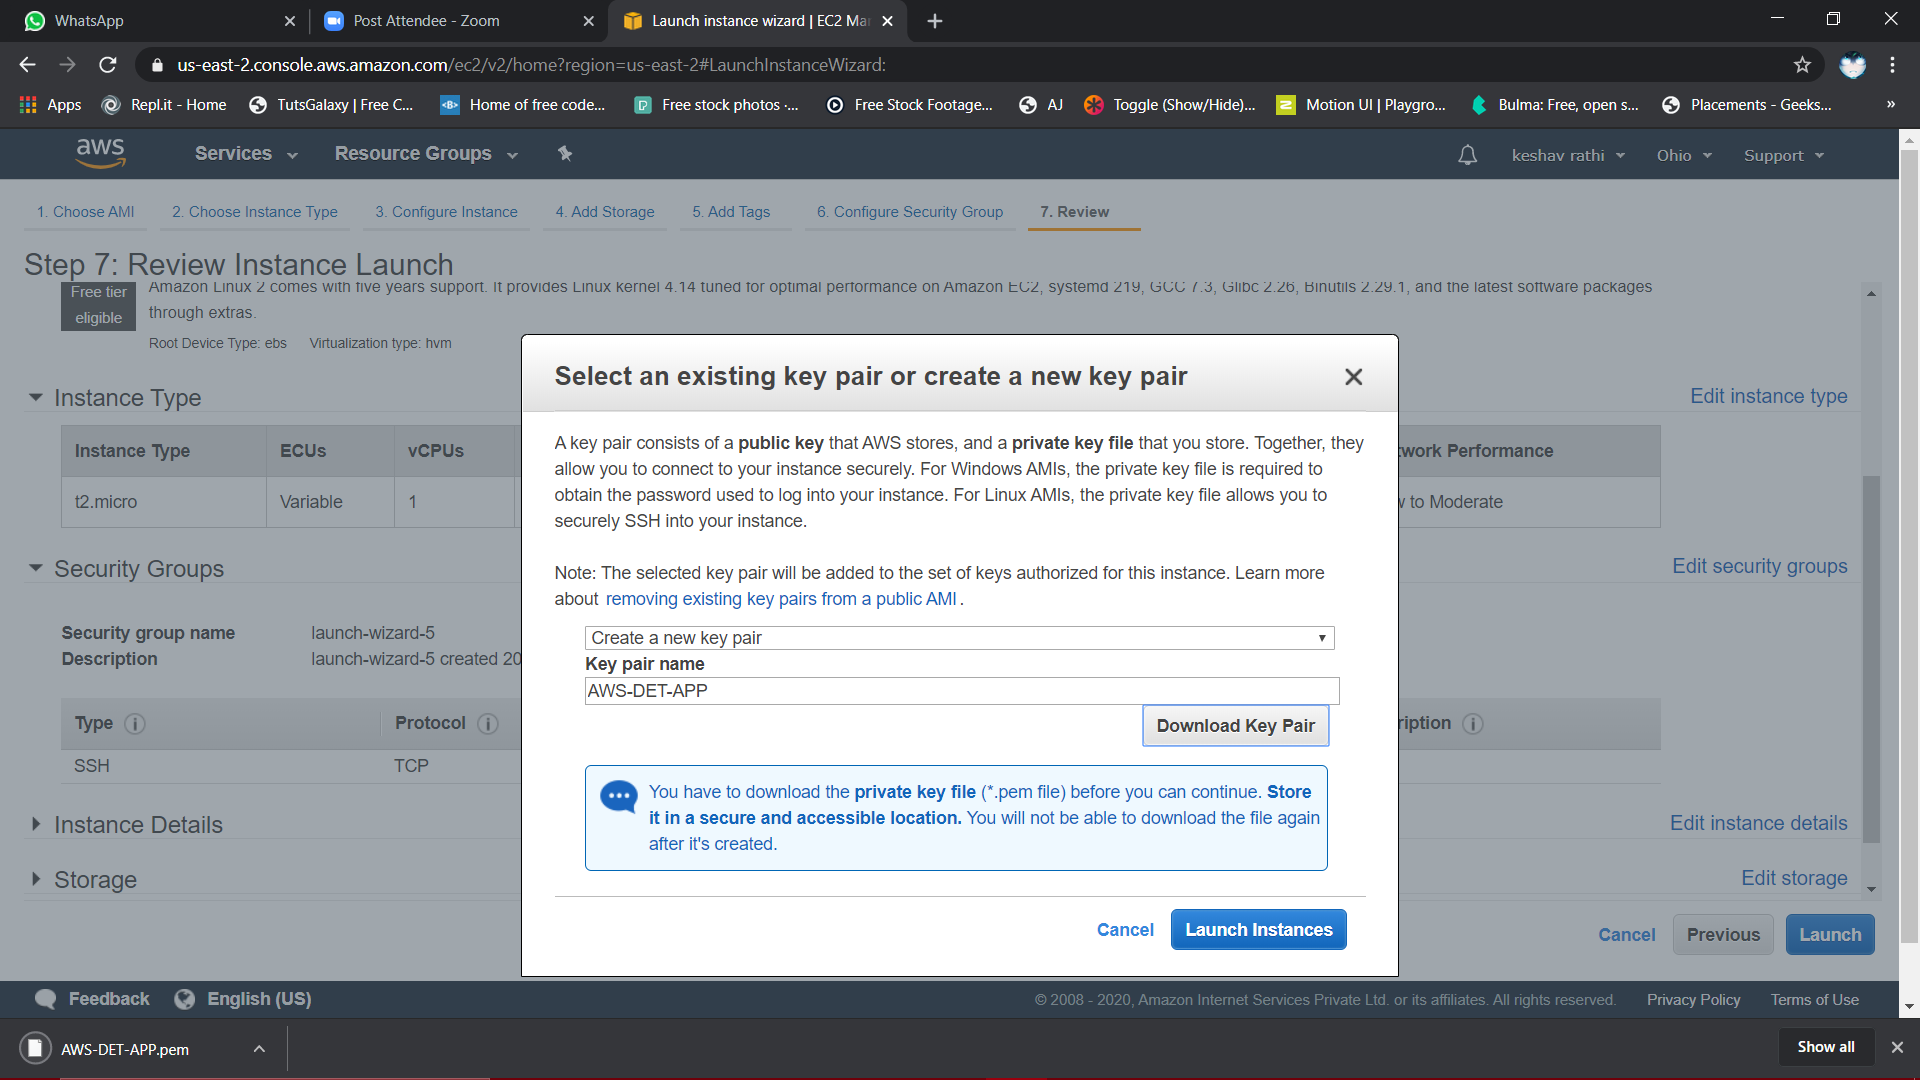 WhatsApp
Post Attendee - Zoom
Launch instance wizard | EC2 Ma
us-east-2.console.aws.amazon.com/ec2/v2/home?region=us-east-2#LaunchInstanceWizard:
Apps
Repl.it - Home
TutsGalaxy | Free C...
Home of free code...
Free stock photos ·...
Free Stock Footage...
AJ
Toggle (Show/Hide)...
Motion UI | Playgro...
Bulma: Free, open s...
Placements - Geeks...
»
aws
Services
Resource Groups
keshav rathi
Ohio
Support
1. Choose AMI
2. Choose Instance Type
3. Configure Instance
4. Add Storage
5. Add Tags
6. Configure Security Group
7. Review
Step 7: Review Instance Launch
Free tier
eligible
Amazon Linux 2 comes with five years support. It provides Linux kernel 4.14 tuned for optimal performance on Amazon EC2, systemd 219, GCC 7.3, Glibc 2.26, Binutils 2.29.1, and the latest software packages
through extras.
Root Device Type: ebs
Virtualization type: hvm
Instance Type
Edit instance type
Instance Type
ECUs
vCPUs
work Performance
t2.micro
Variable
1
to Moderate
Security Groups
Edit security groups
Security group name
launch-wizard-5
Description
launch-wizard-5 created 20
Type
Protocol
ription
SSH
TCP
Instance Details
Edit instance details
Storage
Edit storage
Cancel
Previous
Launch
Select an existing key pair or create a new key pair
A key pair consists of a public key that AWS stores, and a private key file that you store. Together, they
allow you to connect to your instance securely. For Windows AMIs, the private key file is required to
obtain the password used to log into your instance. For Linux AMIs, the private key file allows you to
securely SSH into your instance.
Note: The selected key pair will be added to the set of keys authorized for this instance. Learn more
about removing existing key pairs from a public AMI .
Create a new key pair
Key pair name
AWS-DET-APP
Download Key Pair
You have to download the private key file (*.pem file) before you can continue. Store
it in a secure and accessible location. You will not be able to download the file again
after it's created.
Cancel
Launch Instances
Feedback
English (US)
© 2008 - 2020, Amazon Internet Services Private Ltd. or its affiliates. All rights reserved.
Privacy Policy
Terms of Use
AWS-DET-APP.pem
Show all